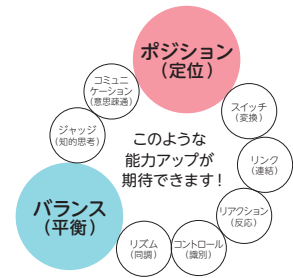 ポジション
（定位）
コミュニ
ケーション
（意思疎通）
スイッチ
（変換）
ジャッジ
（知的思考）
このような
能力アップが
期待できます！
リンク
（連結）
バランス
（平衡）
リアクション
（反応）
リズム
（同調）
コントロール
（識別）